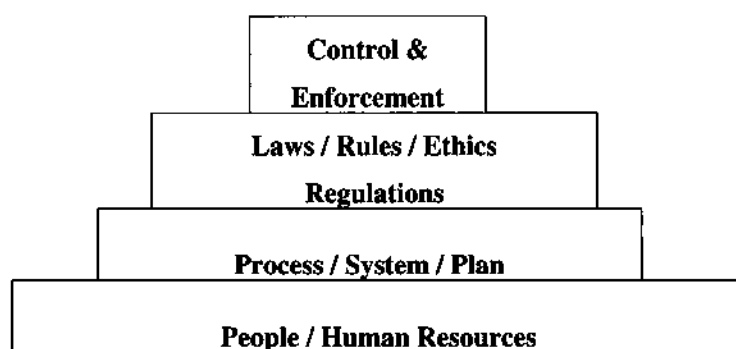 Control &
Enforcement
Laws / Rules / Ethics
Regulations
Process / System / Plan
People / Human Resources